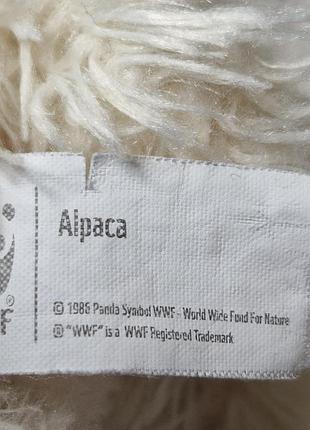 Alpaca
® F
© 1986 Panda Symbol WWF - World Wide Fund For Nature
® "WWF" is a WWF Registered Trademark